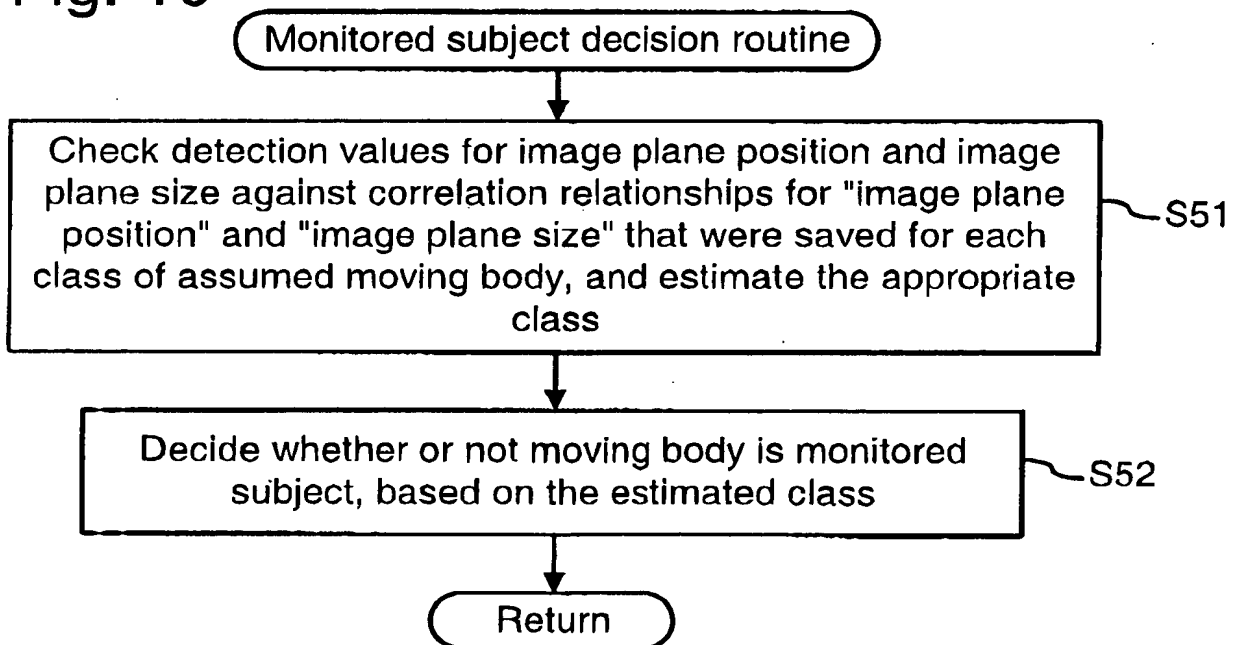 Monitored subject decision routine
Check detection values for image plane position and image
plane size against correlation relationships for "image plane
position" and "image plane size" that were saved for each
class of assumed moving body, and estimate the appropriate
class
S51
Decide whether or not moving body is monitored
subject, based on the estimated class
S52
Return